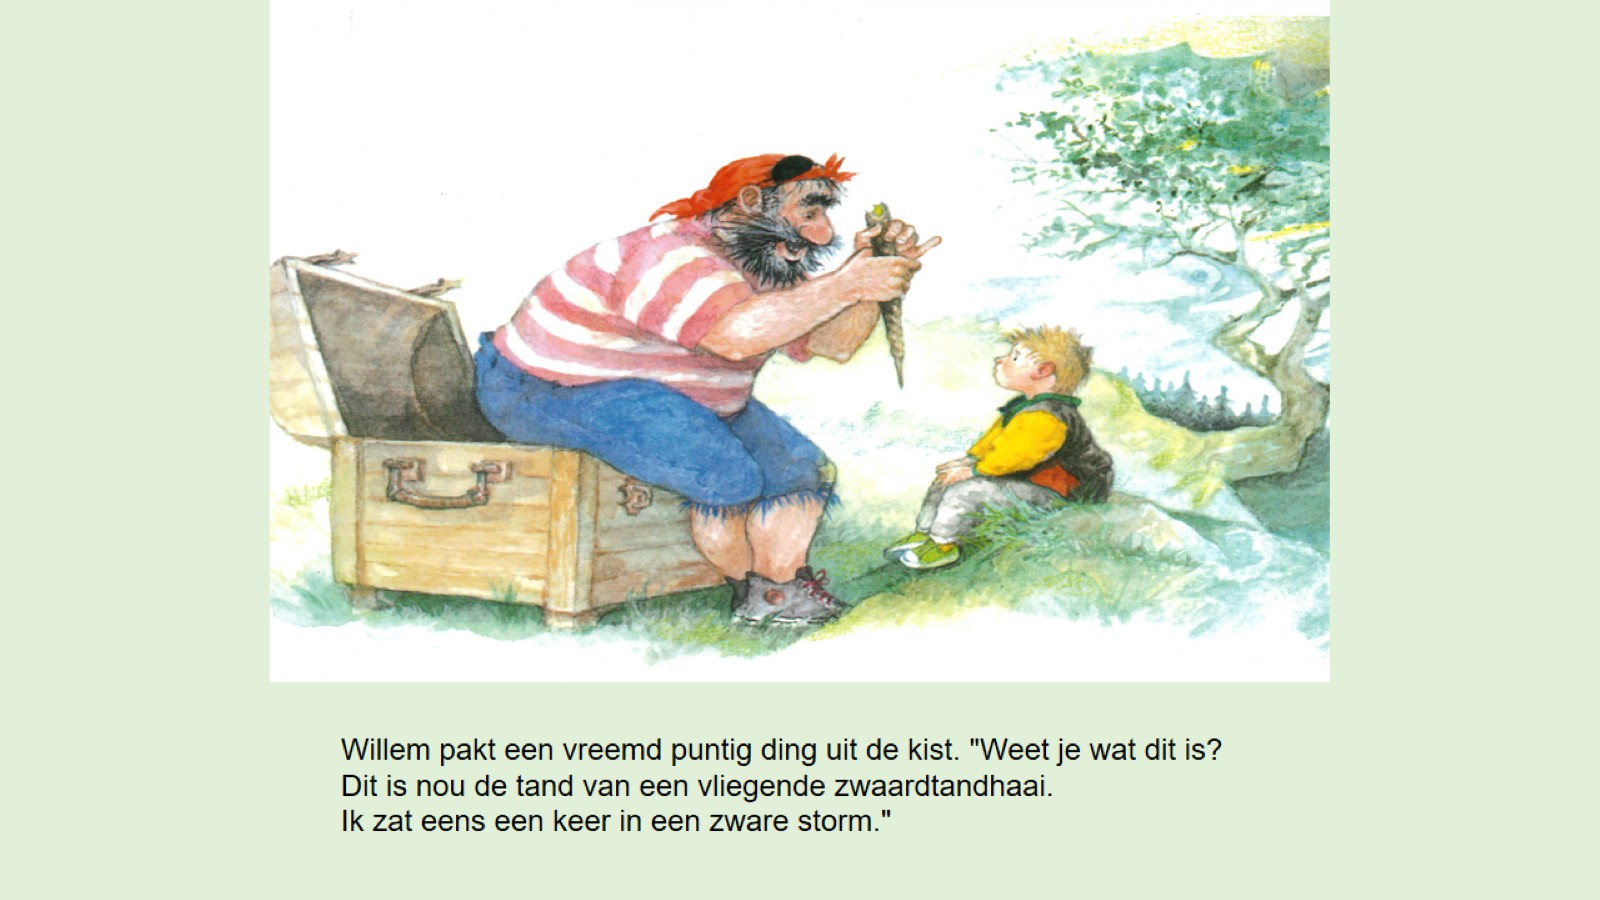 Willem pakt een vreemd puntig ding uit de kist. "Weet je wat dit is?
Dit is nou de tand van een vliegende zwaardtandhaai.
Ik zat eens een keer in een zware storm."